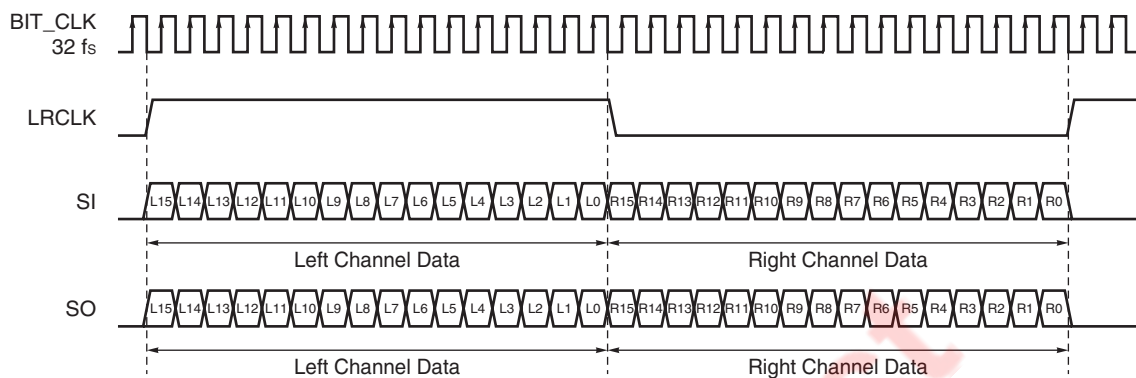 BIT_CLK
32 fs
LRCLK
SI
L15 L14 L13 L12 L11 L10 L9 L8 L7 L6 L5 L4 L3 L2 L1 L0 R15 R14 R13 R12 R11 R10 R9 R8 R7 R6 R5 R4 R3 R2 R1 R0
Left Channel Data Right Channel Data
SO
L15 L14 L13 L12 L11 L10 L9 L8 L7 L6 L5 L4 L3 L2 L1 L0 R15 R14 R13 R12 R11 R10 R9 R8 R7 R6 R5 R4 R3 R2 R1 R0
Left Channel Data Right Channel Data